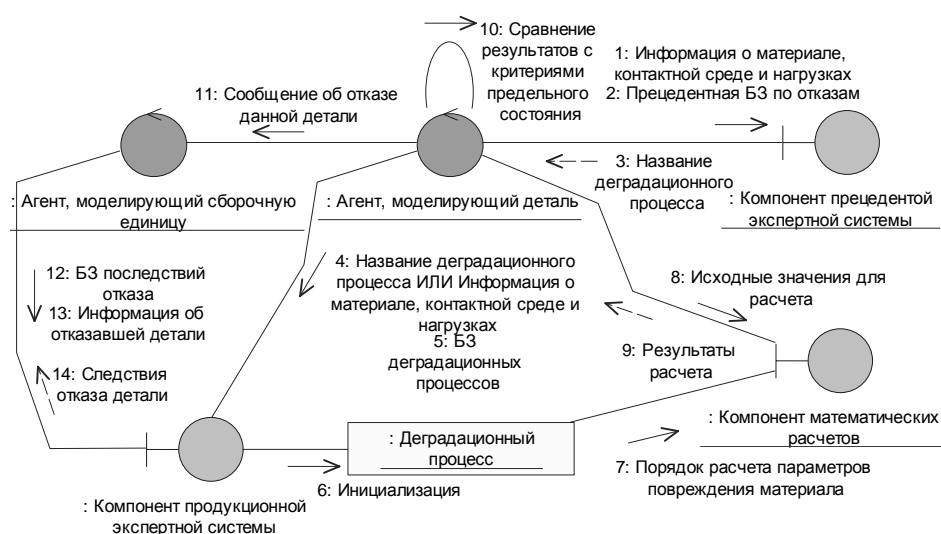 10: Сравнение
результатов с
критериями
предельного
состояния
1: Информация о материале,
контактной среде и нагрузках
2: Прецедентная БЗ по отказам
11: Сообщение об отказе
данной детали
3: Название
деградационного
процесса
: Агент, моделирующий сборочную
единицу
: Агент, моделирующий деталь
: Компонент прецедентой
экспертной системы
12: БЗ последствий
отказа
13: Информация об
отказавшей детали
14: Следствия
отказа детали
4: Название деградационного
процесса ИЛИ Информация о
материале, контактной среде и
нагрузках
5: БЗ
деградационных
процессов
8: Исходные значения для
расчета
9: Результаты
расчета
: Деградационный
процесс
: Компонент математических
расчетов
6: Инициализация
7: Порядок расчета параметров
повреждения материала
: Компонент продукционной
экспертной системы